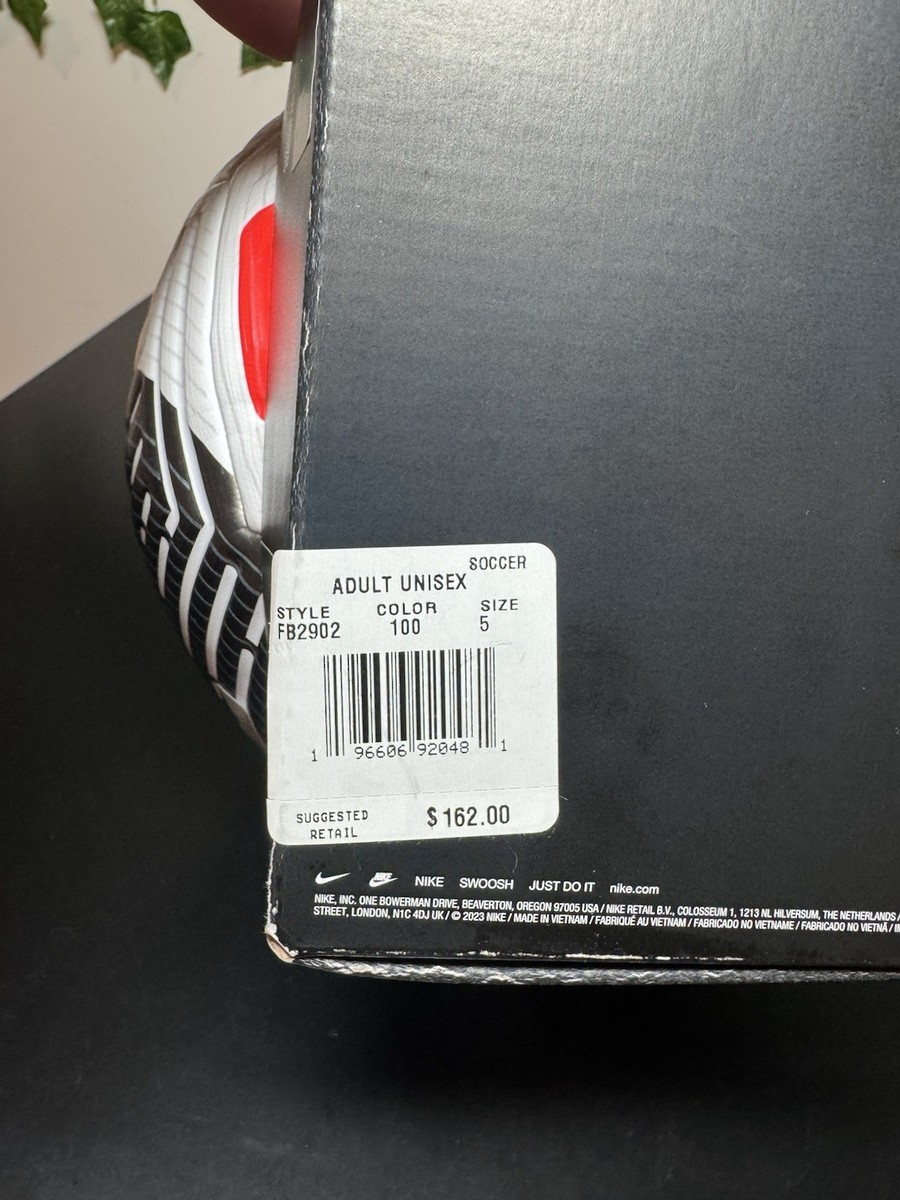 SOCCER
ADULT UNISEX
STYLE COLOR SIZE
FB2902 100 5
1 96606 92048 1
SUGGESTED RETAIL $162.00
NIKE NIKE SWOOSH JUST DO IT nike.com
NIKE, INC. ONE BOWERMAN DRIVE, BEAVERTON, OREGON 97005 USA / NIKE RETAIL B.V., COLOSSEUM 1, 1213 NL HILVERSUM, THE NETHERLANDS /
STREET, LONDON, N1C 4DJ UK / © 2023 NIKE / MADE IN VIETNAM / FABRIQUÉ AU VIETNAM / FABRICADO NO VIETNAME / FABRICADO NO VIETNÃ /